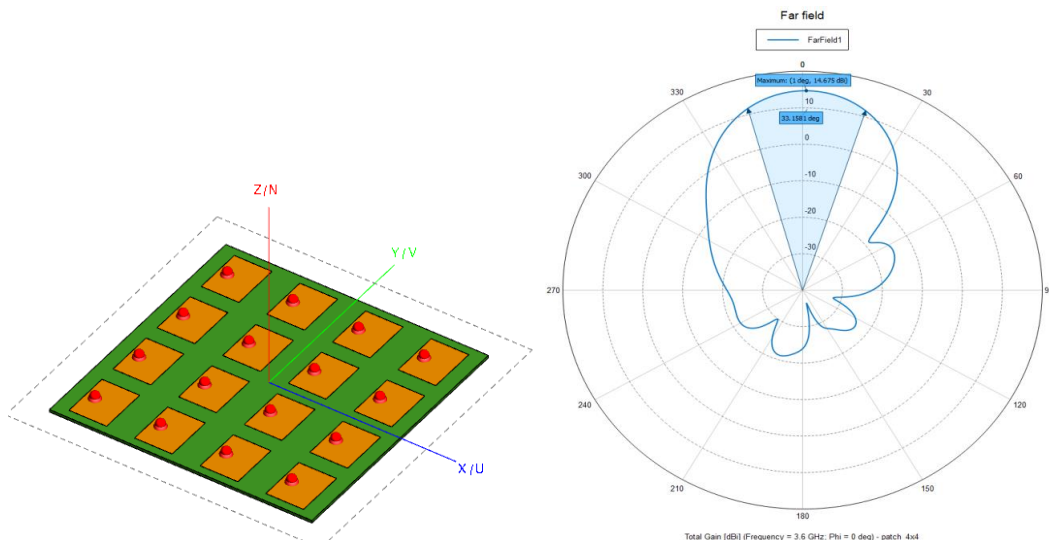 Z/N
Y/V
X/U
Far field
FarField1
0
Maximum: (1 deg, 14.675 dB)
330
30
10
33.1581 deg
0
300
60
-10
-20
-30
270
9
240
120
210
150
180
Total Gain [dBi] (Frequency = 3.6 GHz; Phi = 0 deg) - patch_4x4